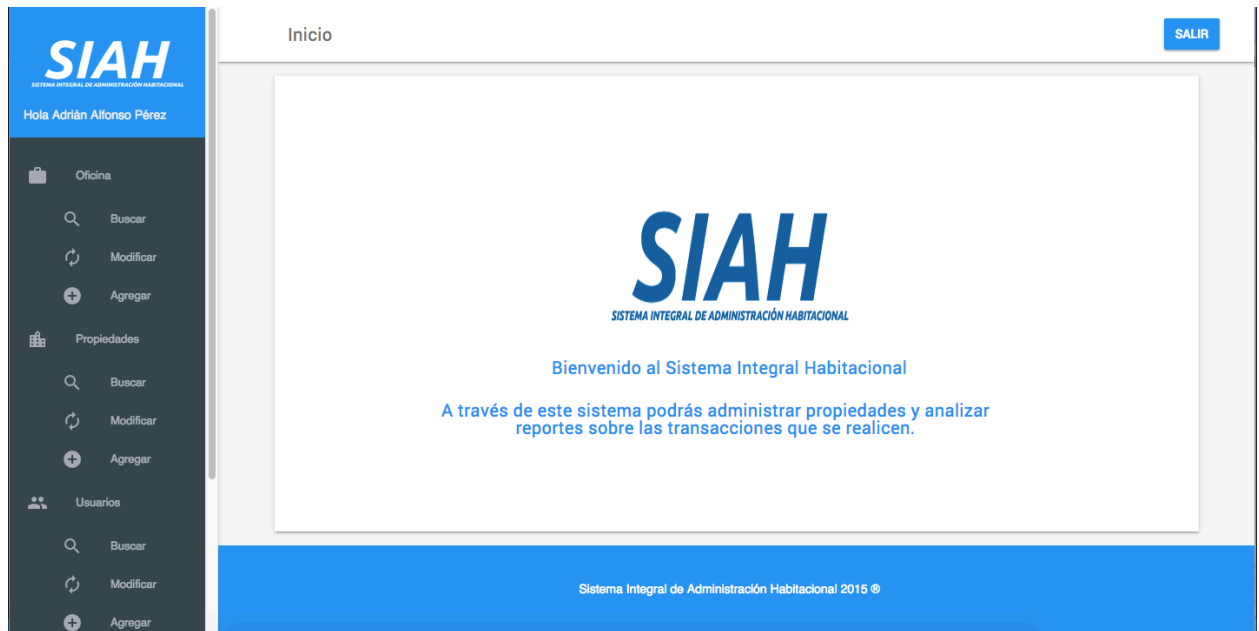 SIAH
SISTEMA INTEGRAL DE ADMINISTRACIÓN HABITACIONAL
Hola Adrián Alfonso Pérez
Oficina
Buscar
Modificar
Agregar
Propiedades
Buscar
Modificar
Agregar
Usuarios
Buscar
Modificar
Agregar
Inicio
SALIR
SIAH
SISTEMA INTEGRAL DE ADMINISTRACIÓN HABITACIONAL
Bienvenido al Sistema Integral Habitacional
A través de este sistema podrás administrar propiedades y analizar
reportes sobre las transacciones que se realicen.
Sistema Integral de Administración Habitacional 2015 ®